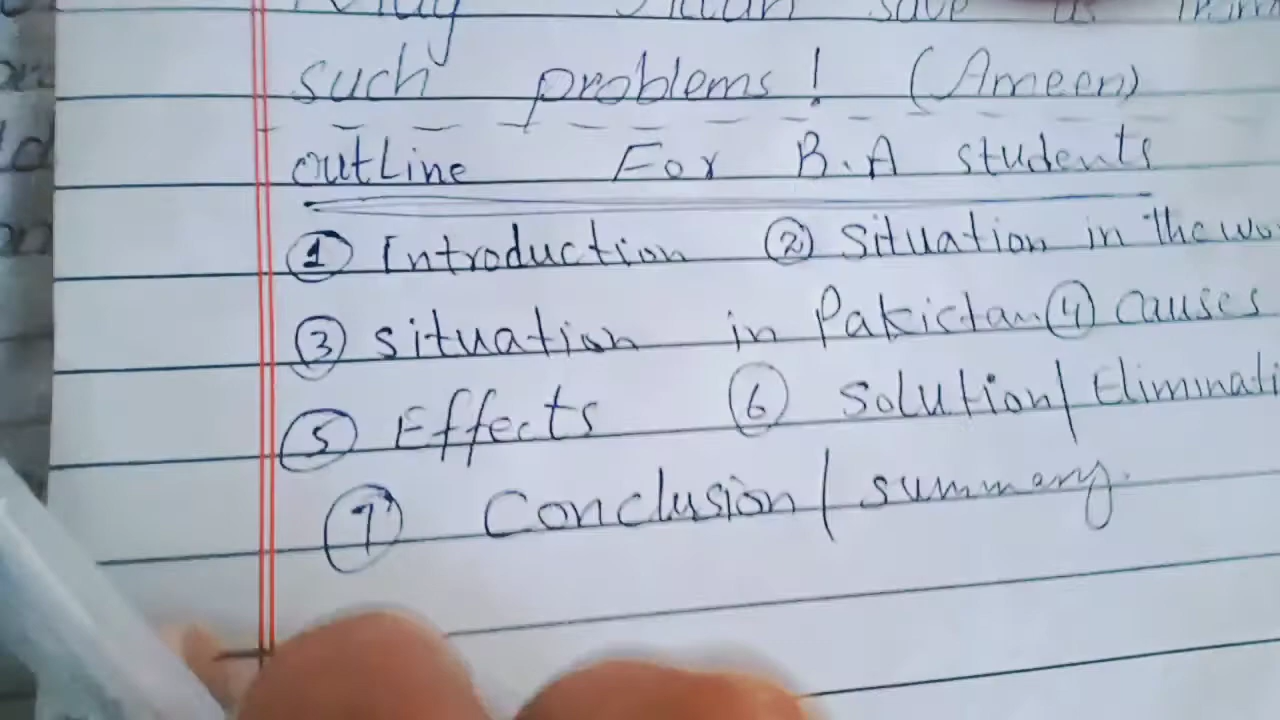 such problems! (Ameen)
outline For B.A students
① Introduction ② Situation in The
③ situation in Pakistan ④ causes
⑤ Effects ⑥ Solution/
⑦ Conclusion/summary.